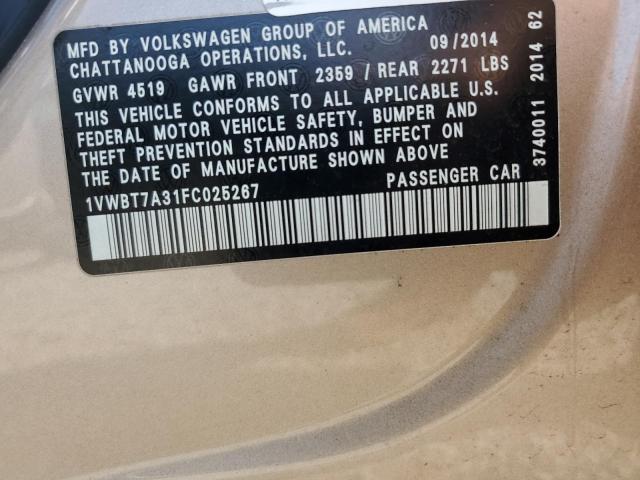 MFD BY VOLKSWAGEN GROUP OF AMERICA
CHATTANOOGA OPERATIONS, LLC. 09/2014
GVWR 4519 GAWR FRONT 2359 / REAR 2271 LBS
THIS VEHICLE CONFORMS TO ALL APPLICABLE U.S.
FEDERAL MOTOR VEHICLE SAFETY, BUMPER AND
THEFT PREVENTION STANDARDS IN EFFECT ON
THE DATE OF MANUFACTURE SHOWN ABOVE
1VWBT7A31FC025267 PASSENGER CAR
3740011 2014 62